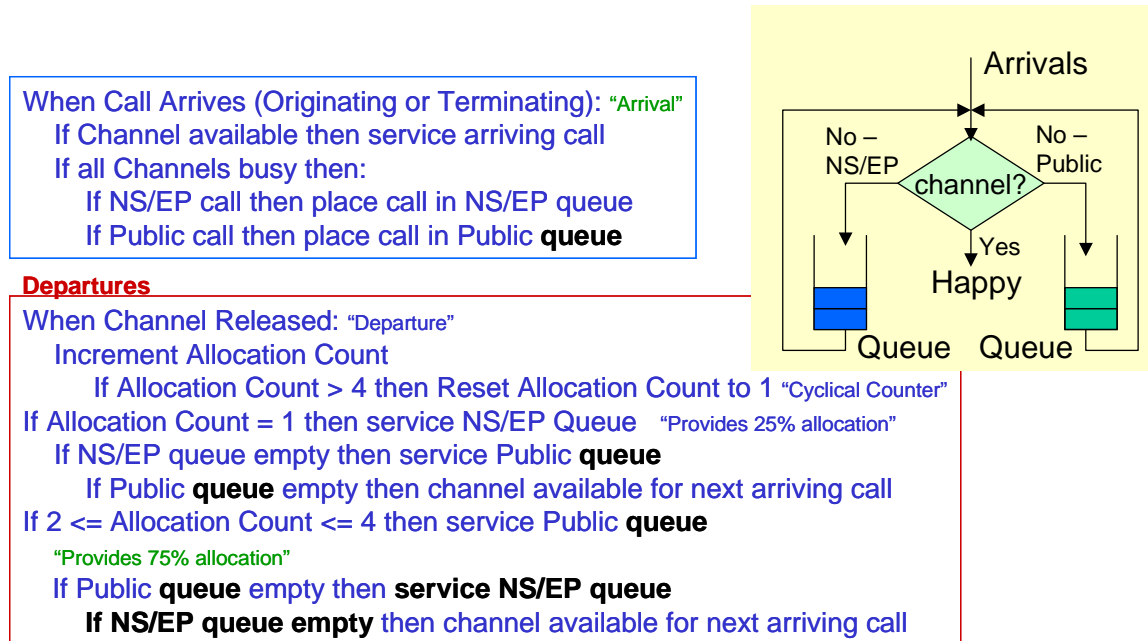 When Call Arrives (Originating or Terminating): "Arrival"
If Channel available then service arriving call
If all Channels busy then:
If NS/EP call then place call in NS/EP queue
If Public call then place call in Public queue
Arrivals
No –
NS/EP
No –
Public
channel?
Yes
Happy
Queue
Queue
Departures
When Channel Released: "Departure"
Increment Allocation Count
If Allocation Count > 4 then Reset Allocation Count to 1 "Cyclical Counter"
If Allocation Count = 1 then service NS/EP Queue "Provides 25% allocation"
If NS/EP queue empty then service Public queue
If Public queue empty then channel available for next arriving call
If 2 <= Allocation Count <= 4 then service Public queue
"Provides 75% allocation"
If Public queue empty then service NS/EP queue
If NS/EP queue empty then channel available for next arriving call